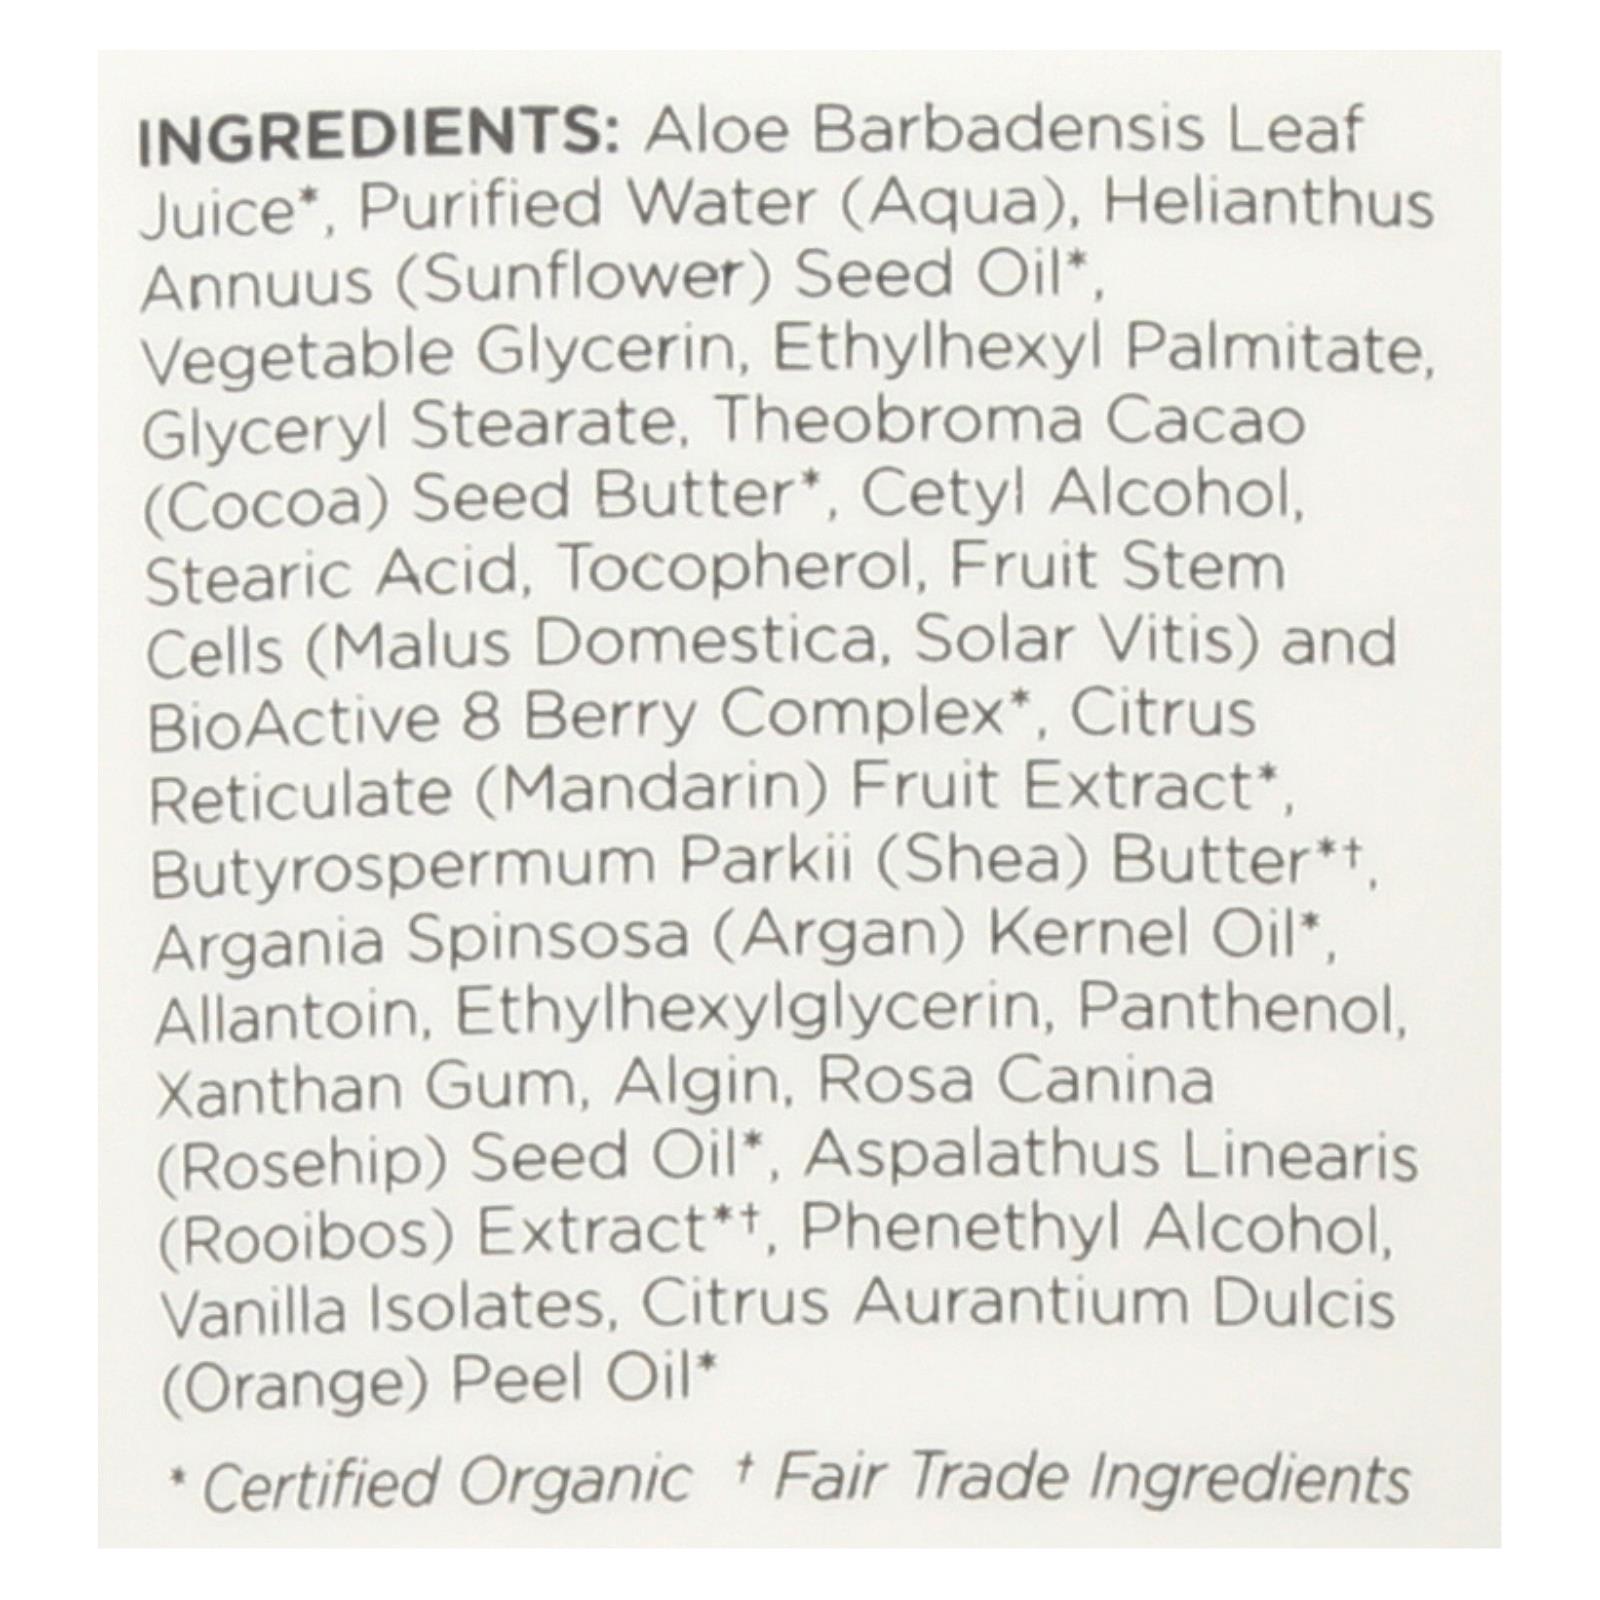 INGREDIENTS: Aloe Barbadensis Leaf
Juice*, Purified Water (Aqua), Helianthus
Annuus (Sunflower) Seed Oil*,
Vegetable Glycerin, Ethylhexyl Palmitate,
Glyceryl Stearate, Theobroma Cacao
(Cocoa) Seed Butter*, Cetyl Alcohol,
Stearic Acid, Tocopherol, Fruit Stem
Cells (Malus Domestica, Solar Vitis) and
BioActive 8 Berry Complex*, Citrus
Reticulate (Mandarin) Fruit Extract*,
Butyrospermum Parkii (Shea) Butter*†,
Argania Spinsosa (Argan) Kernel Oil*,
Allantoin, Ethylhexylglycerin, Panthenol,
Xanthan Gum, Algin, Rosa Canina
(Rosehip) Seed Oil*, Aspalathus Linearis
(Rooibos) Extract*†, Phenethyl Alcohol,
Vanilla Isolates, Citrus Aurantium Dulcis
(Orange) Peel Oil*
* Certified Organic † Fair Trade Ingredients